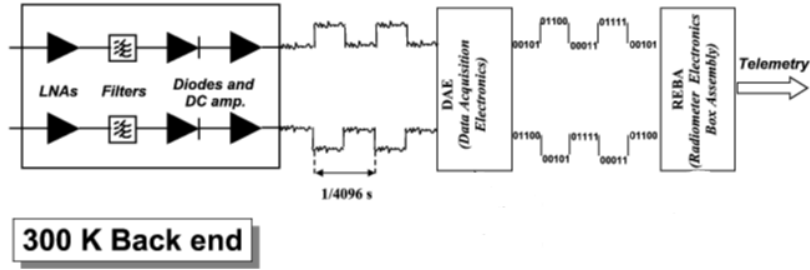 01100 01111
00101 00011 00101
LNAs Filters Diodes and
DC amp.
DAE
(Data Acquisition
Electronics)
REBA
(Radiometer Electronics
Box Assembly)
Telemetry
01100 01111 01100
00101 00011
1/4096 s
300 K Back end